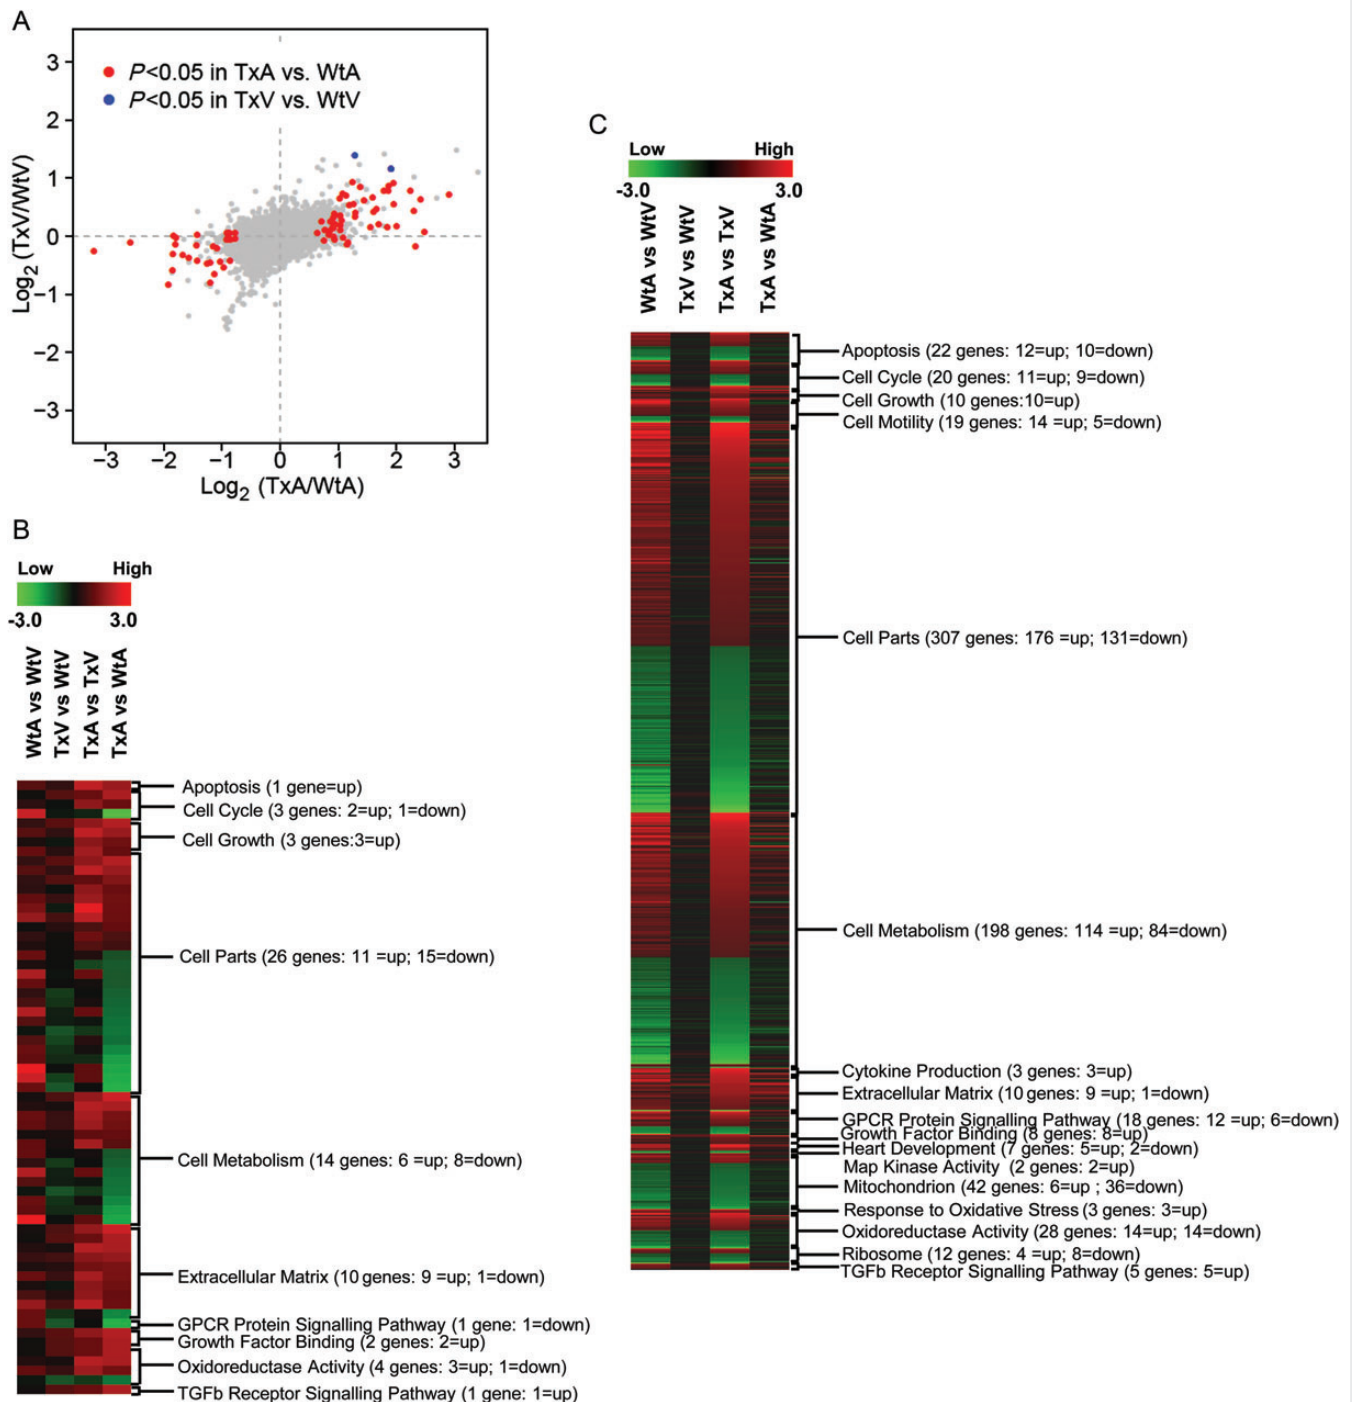 A
P<0.05 in TxA vs. WtA
P<0.05 in TxV vs. WtV
Log2 (TxV/WtV)
3
2
1
0
−1
−2
−3
−3 −2 −1 0 1 2 3
Log2 (TxA/WtA)
B
Low High
-3.0 3.0
WtA vs WtV
TxV vs WtV
TxA vs TxV
TxA vs WtA
Apoptosis (1 gene=up)
Cell Cycle (3 genes: 2=up; 1=down)
Cell Growth (3 genes:3=up)
Cell Parts (26 genes: 11 =up; 15=down)
Cell Metabolism (14 genes: 6 =up; 8=down)
Extracellular Matrix (10 genes: 9 =up; 1=down)
GPCR Protein Signalling Pathway (1 gene: 1=down)
Growth Factor Binding (2 genes: 2=up)
Oxidoreductase Activity (4 genes: 3=up; 1=down)
TGFb Receptor Signalling Pathway (1 gene: 1=up)
C
Low High
-3.0 3.0
WtA vs WtV
TxV vs WtV
TxA vs TxV
TxA vs WtA
Apoptosis (22 genes: 12=up; 10=down)
Cell Cycle (20 genes: 11=up; 9=down)
Cell Growth (10 genes:10=up)
Cell Motility (19 genes: 14 =up; 5=down)
Cell Parts (307 genes: 176 =up; 131=down)
Cell Metabolism (198 genes: 114 =up; 84=down)
Cytokine Production (3 genes: 3=up)
Extracellular Matrix (10 genes: 9 =up; 1=down)
GPCR Protein Signalling Pathway (18 genes: 12 =up; 6=down)
Growth Factor Binding (8 genes: 8=up)
Heart Development (7 genes: 5=up; 2=down)
Map Kinase Activity (2 genes: 2=up)
Mitochondrion (42 genes: 6=up ; 36=down)
Response to Oxidative Stress (3 genes: 3=up)
Oxidoreductase Activity (28 genes: 14=up; 14=down)
Ribosome (12 genes: 4 =up; 8=down)
TGFb Receptor Signalling Pathway (5 genes: 5=up)